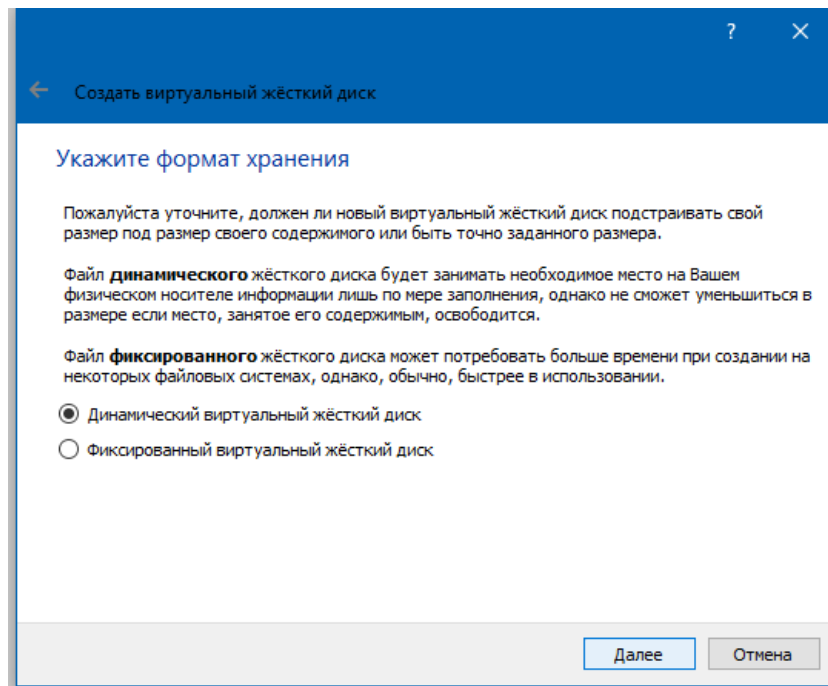 ?
Создать виртуальный жёсткий диск
Укажите формат хранения
Пожалуйста уточните, должен ли новый виртуальный жёсткий диск подстраивать свой
размер под размер своего содержимого или быть точно заданного размера.
Файл динамического жёсткого диска будет занимать необходимое место на Вашем
физическом носителе информации лишь по мере заполнения, однако не сможет уменьшиться в
размере если место, занятое его содержимым, освободится.
Файл фиксированного жёсткого диска может потребовать больше времени при создании на
некоторых файловых системах, однако, обычно, быстрее в использовании.
Динамический виртуальный жёсткий диск
Фиксированный виртуальный жёсткий диск
Далее Отмена